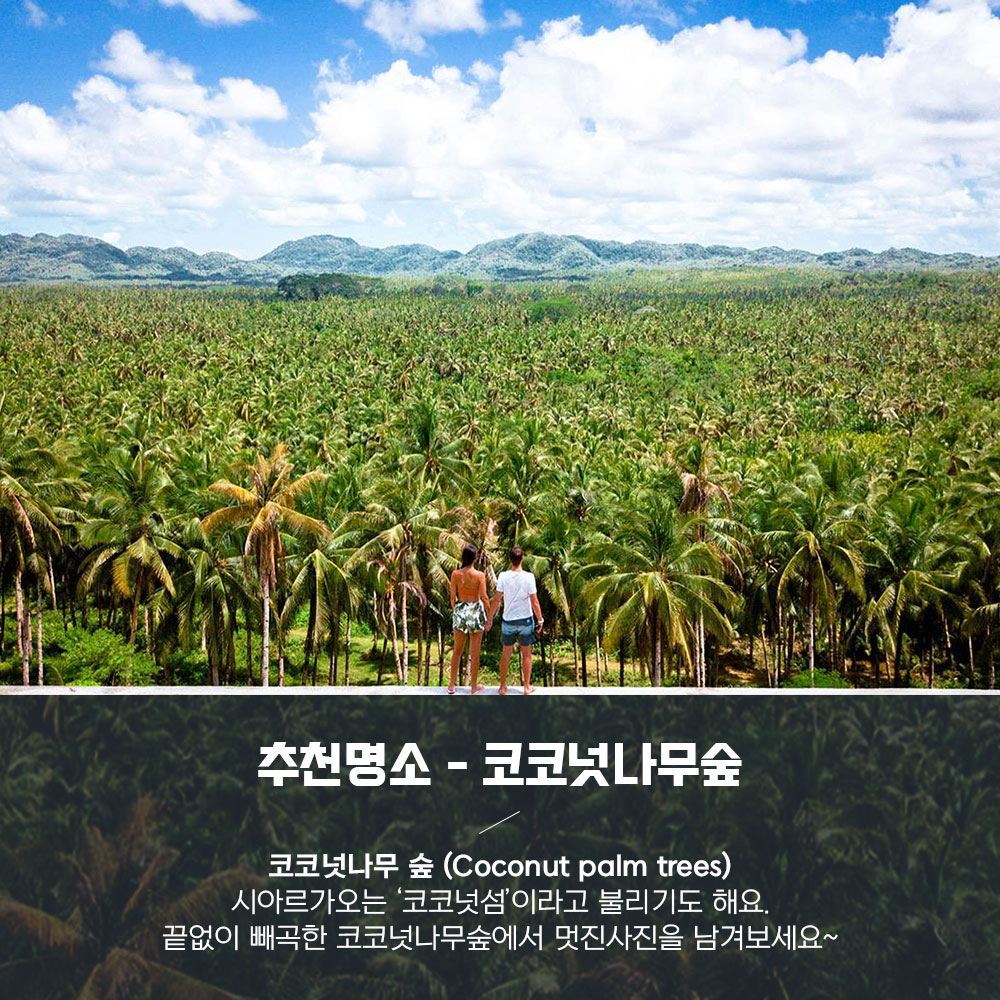 추천명소 - 코코넛나무숲
코코넛나무 숲 (Coconut palm trees)
시아르가오는 ‘코코넛섬’이라고 불리기도 해요.
끝없이 빼곡한 코코넛나무숲에서 멋진사진을 남겨보세요~